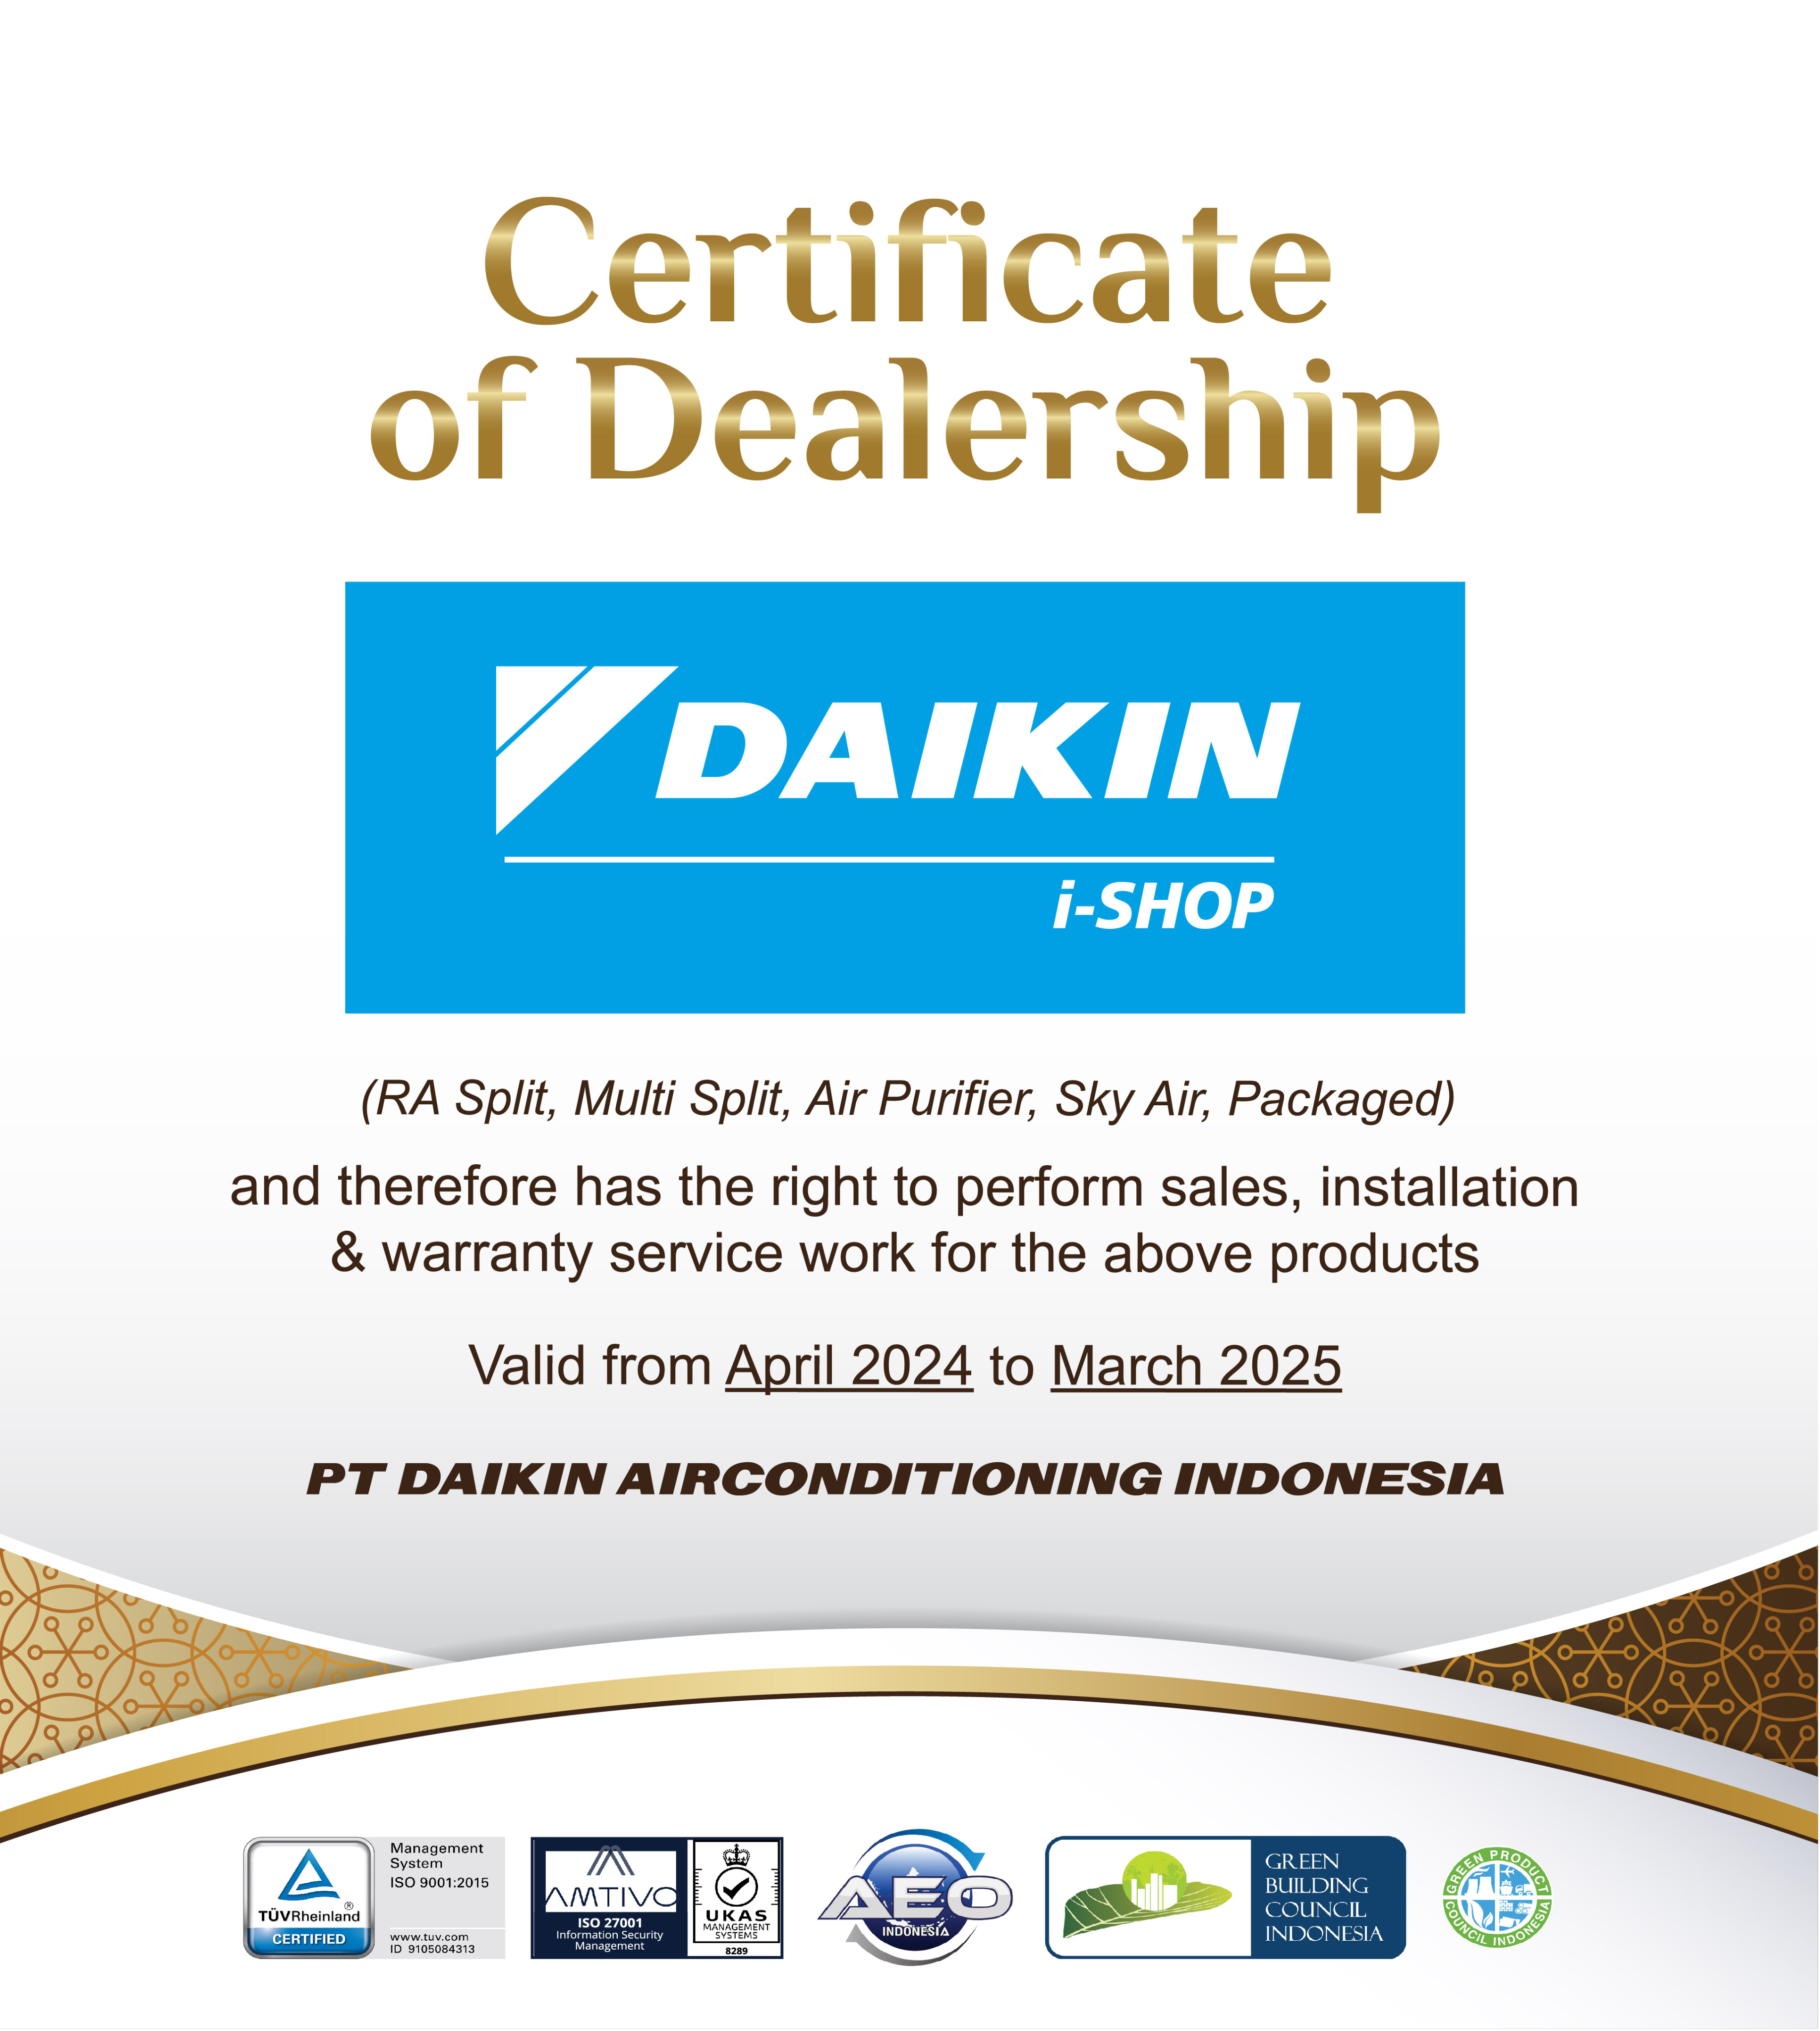 Certificate
of Dealership
DAIKIN
i-SHOP
(RA Split, Multi Split, Air Purifier, Sky Air, Packaged)
and therefore has the right to perform sales, installation
& warranty service work for the above products
Valid from April 2024 to March 2025
PT DAIKIN AIRCONDITIONING INDONESIA
TÜVRheinland®
CERTIFIED
Management
System
ISO 9001:2015
www.tuv.com
ID 9105084313
AMTIVO
ISO 27001
Information Security
Management
UKAS
MANAGEMENT
SYSTEMS
8289
AEO
INDONESIA
GREEN
BUILDING
COUNCIL
INDONESIA
GREEN PRODUCT
COUNCIL INDONESIA